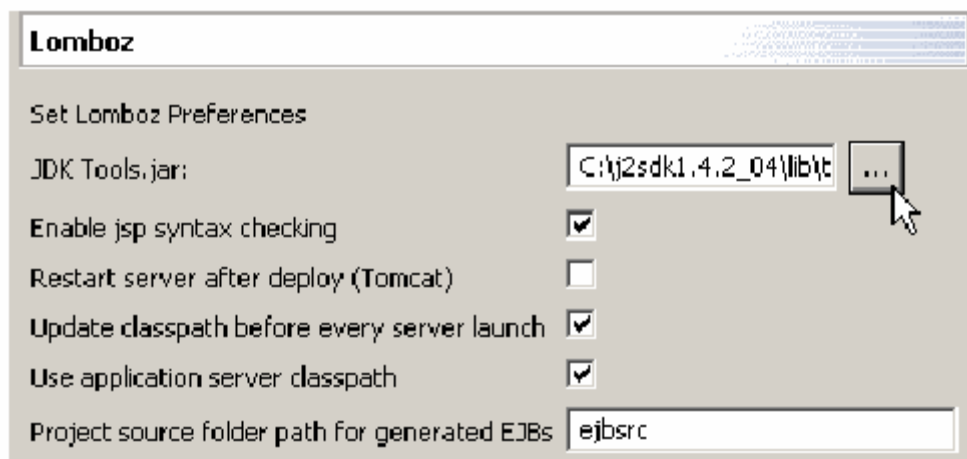 Lomboz
Set Lomboz Preferences
JDK Tools.jar: C:\j2sdk1.4.2_04\lib\t ...
Enable jsp syntax checking
Restart server after deploy (Tomcat)
Update classpath before every server launch
Use application server classpath
Project source folder path for generated EJBs ejbsrc